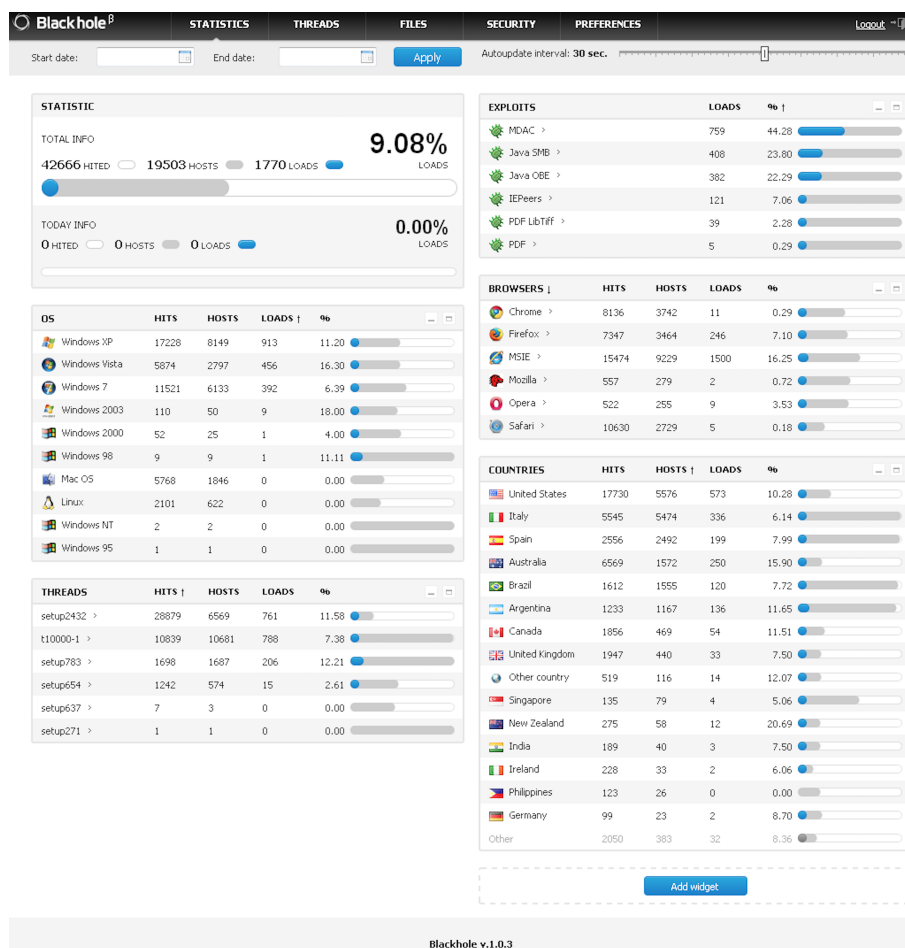 Blackhole β STATISTICS THREADS FILES SECURITY PREFERENCES Logout
Start date: End date: Apply Autoupdate interval: 30 sec.
STATISTIC
TOTAL INFO
9.08%
LOADS
42666 HITED 19503 HOSTS 1770 LOADS
TODAY INFO
0.00%
LOADS
0 HITED 0 HOSTS 0 LOADS
OS HITS HOSTS LOADS ↑ %
Windows XP 17228 8149 913 11.20
Windows Vista 5874 2797 456 16.30
Windows 7 11521 6133 392 6.39
Windows 2003 110 50 9 18.00
Windows 2000 52 25 1 4.00
Windows 98 9 9 1 11.11
Mac OS 5768 1846 0 0.00
Linux 2101 622 0 0.00
Windows NT 2 2 0 0.00
Windows 95 1 1 0 0.00
THREADS HITS ↑ HOSTS LOADS %
setup2432 > 28879 6569 761 11.58
t10000-1 > 10839 10681 788 7.38
setup783 > 1698 1687 206 12.21
setup654 > 1242 574 15 2.61
setup637 > 7 3 0 0.00
setup271 > 1 1 0 0.00
EXPLOITS LOADS % ↑
MDAC > 759 44.28
Java SMB > 408 23.80
Java OBE > 382 22.29
IEPeers > 121 7.06
PDF LibTiff > 39 2.28
PDF > 5 0.29
BROWSERS ↓ HITS HOSTS LOADS %
Chrome > 8136 3742 11 0.29
Firefox > 7347 3464 246 7.10
MSIE > 15474 9229 1500 16.25
Mozilla > 557 279 2 0.72
Opera > 522 255 9 3.53
Safari > 10630 2729 5 0.18
COUNTRIES HITS HOSTS ↑ LOADS %
United States 17730 5576 573 10.28
Italy 5545 5474 336 6.14
Spain 2556 2492 199 7.99
Australia 6569 1572 250 15.90
Brazil 1612 1555 120 7.72
Argentina 1233 1167 136 11.65
Canada 1856 469 54 11.51
United Kingdom 1947 440 33 7.50
Other country 519 116 14 12.07
Singapore 135 79 4 5.06
New Zealand 275 58 12 20.69
India 189 40 3 7.50
Ireland 228 33 2 6.06
Philippines 123 26 0 0.00
Germany 99 23 2 8.70
Other 2050 383 32 8.36
Add widget
Blackhole v.1.0.3